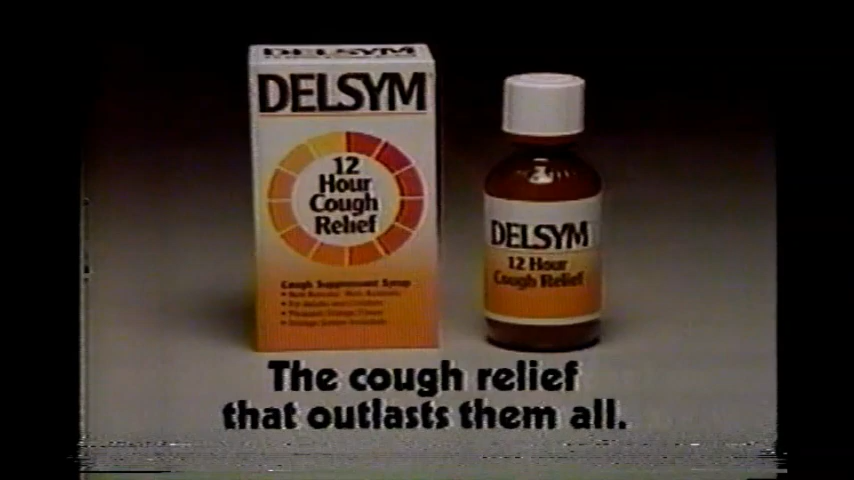 DELSYM
DELSYM
12
Hour
Cough
Relief
Cough Suppressant Syrup
DELSYM
12 Hour
Cough Relief
The cough relief
that outlasts them all.